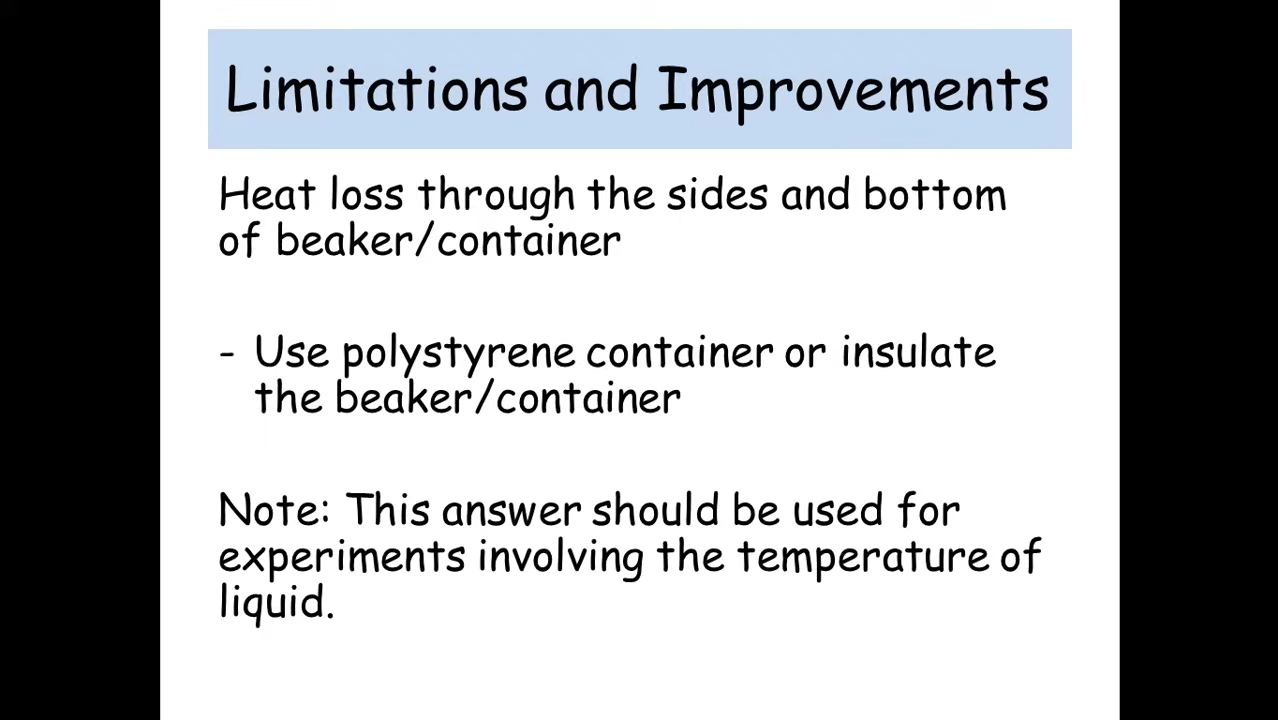 Limitations and Improvements
Heat loss through the sides and bottom
of beaker/container
- Use polystyrene container or insulate
the beaker/container
Note: This answer should be used for
experiments involving the temperature of
liquid.